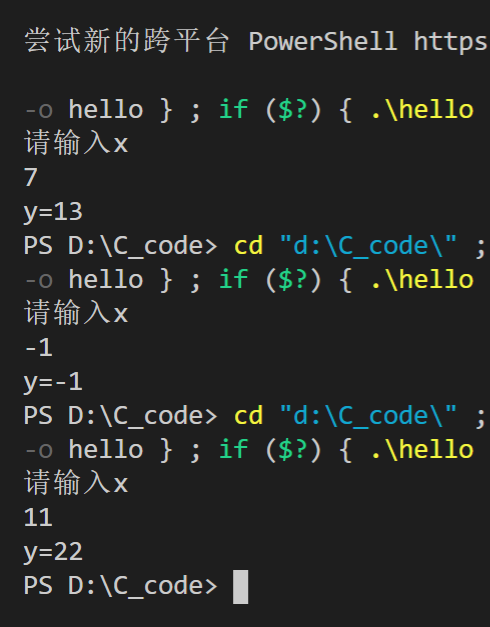 尝试新的跨平台 PowerShell https
-o hello } ; if ($?) { .\hello
请输入x
7
y=13
PS D:\C_code> cd "d:\C_code\" ;
-o hello } ; if ($?) { .\hello
请输入x
-1
y=-1
PS D:\C_code> cd "d:\C_code\" ;
-o hello } ; if ($?) { .\hello
请输入x
11
y=22
PS D:\C_code>